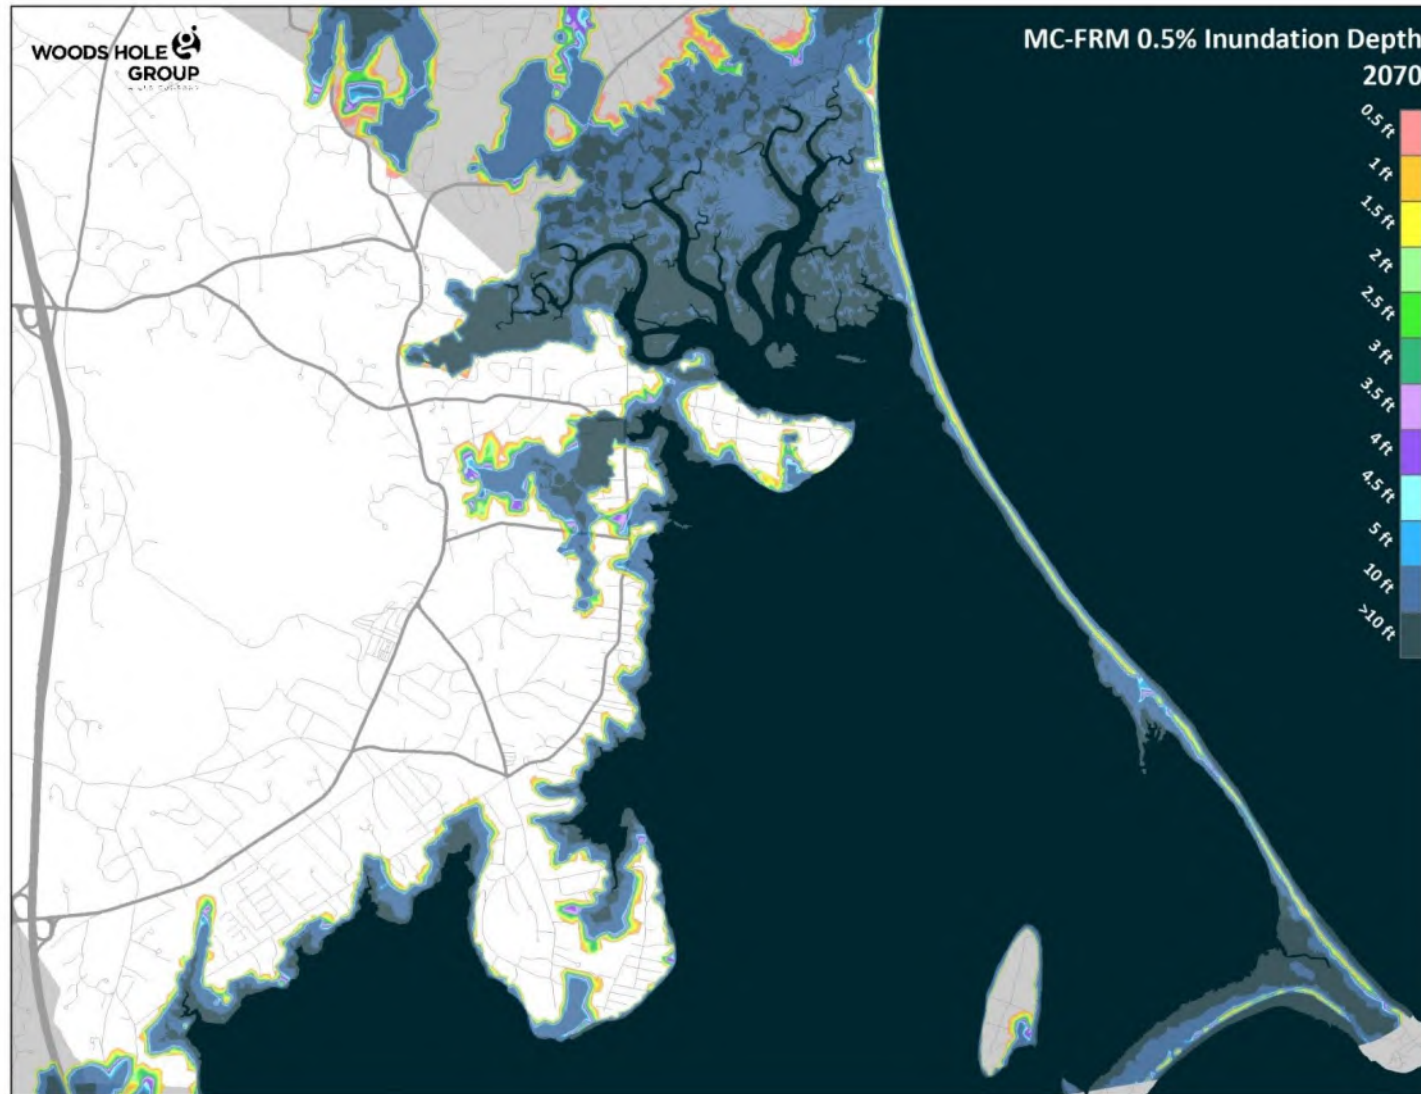 WOODS HOLE
GROUP
MC-FRM 0.5% Inundation Depth
2070
0.5 ft
1 ft
1.5 ft
2 ft
2.5 ft
3 ft
3.5 ft
4 ft
4.5 ft
5 ft
10 ft
>10 ft